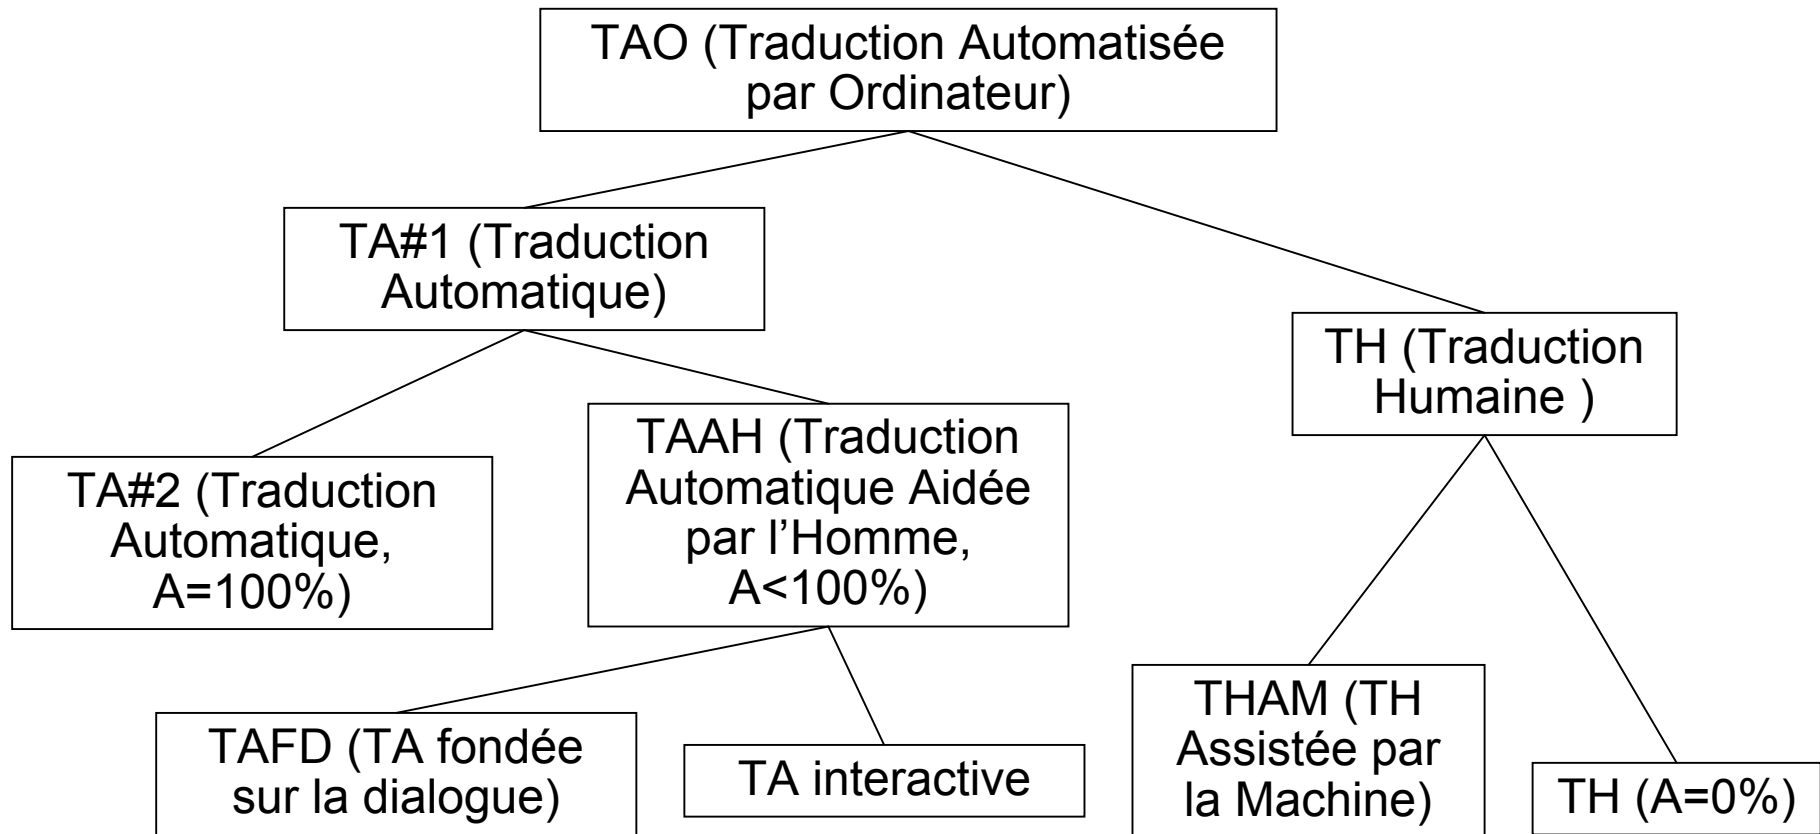 TAO (Traduction Automatisée
par Ordinateur)
TA#1 (Traduction
Automatique)
TH (Traduction
Humaine )
TAAH (Traduction
Automatique Aidée
par l’Homme,
A<100%)
TA#2 (Traduction
Automatique,
A=100%)
THAM (TH
Assistée par
la Machine)
TAFD (TA fondée
sur la dialogue)
TA interactive
TH (A=0%)